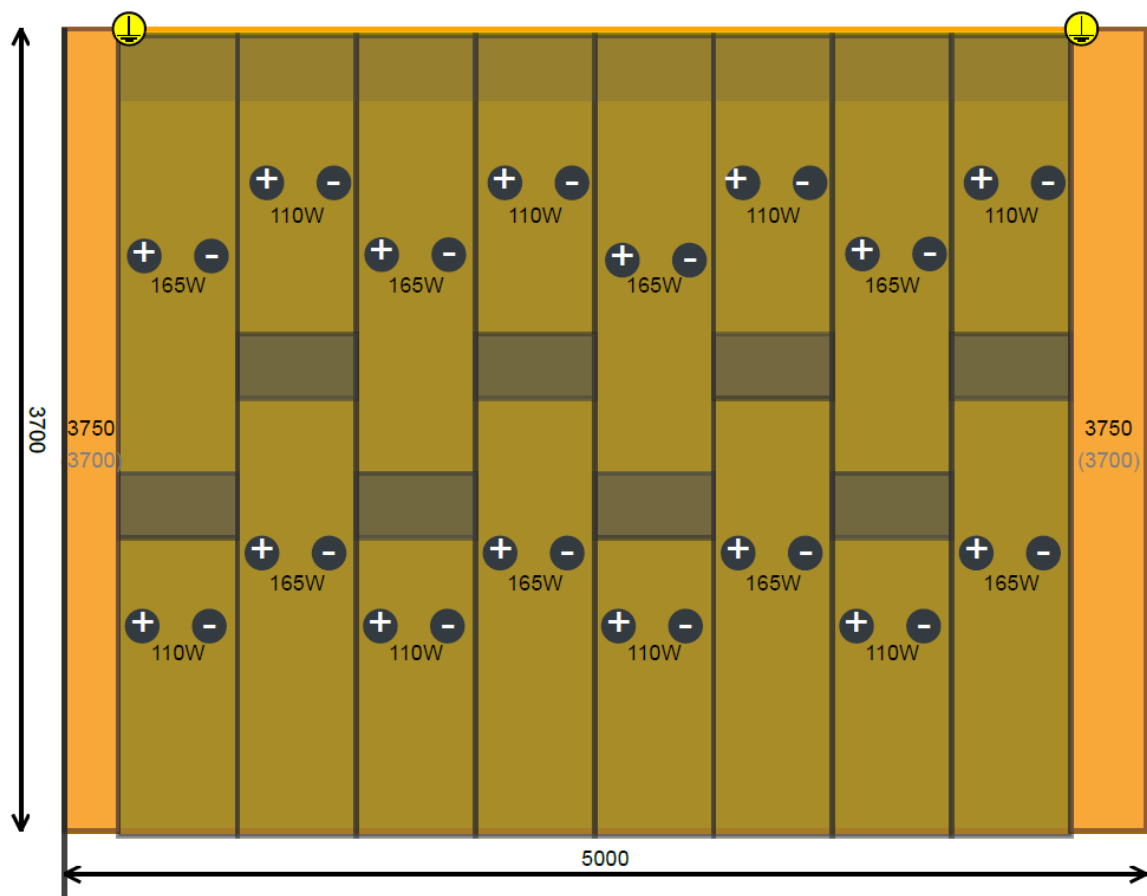 + - + - + - + -
110W 110W 110W 110W
+ - + - + - + -
165W 165W 165W 165W
3700
3750 3750
(3700) (3700)
+ - + - + - + -
165W 165W 165W 165W
+ - + - + - + -
110W 110W 110W 110W
5000